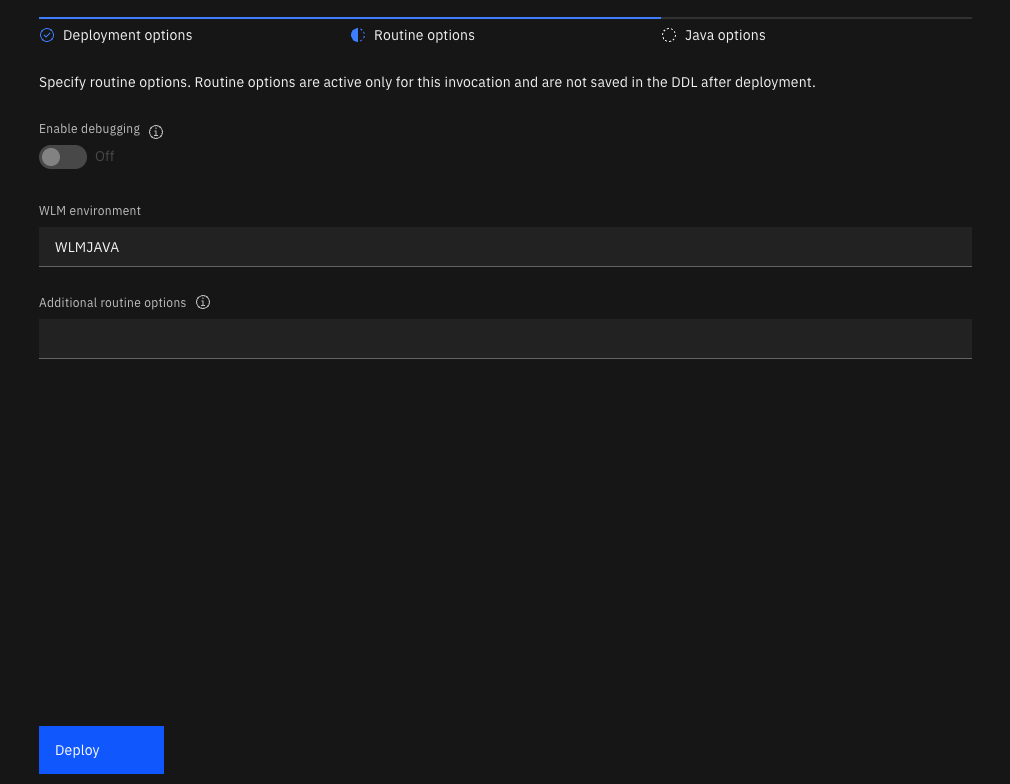 Deployment options
Routine options
Java options
Specify routine options. Routine options are active only for this invocation and are not saved in the DDL after deployment.
Enable debugging
Off
WLM environment
WLMJAVA
Additional routine options
Deploy